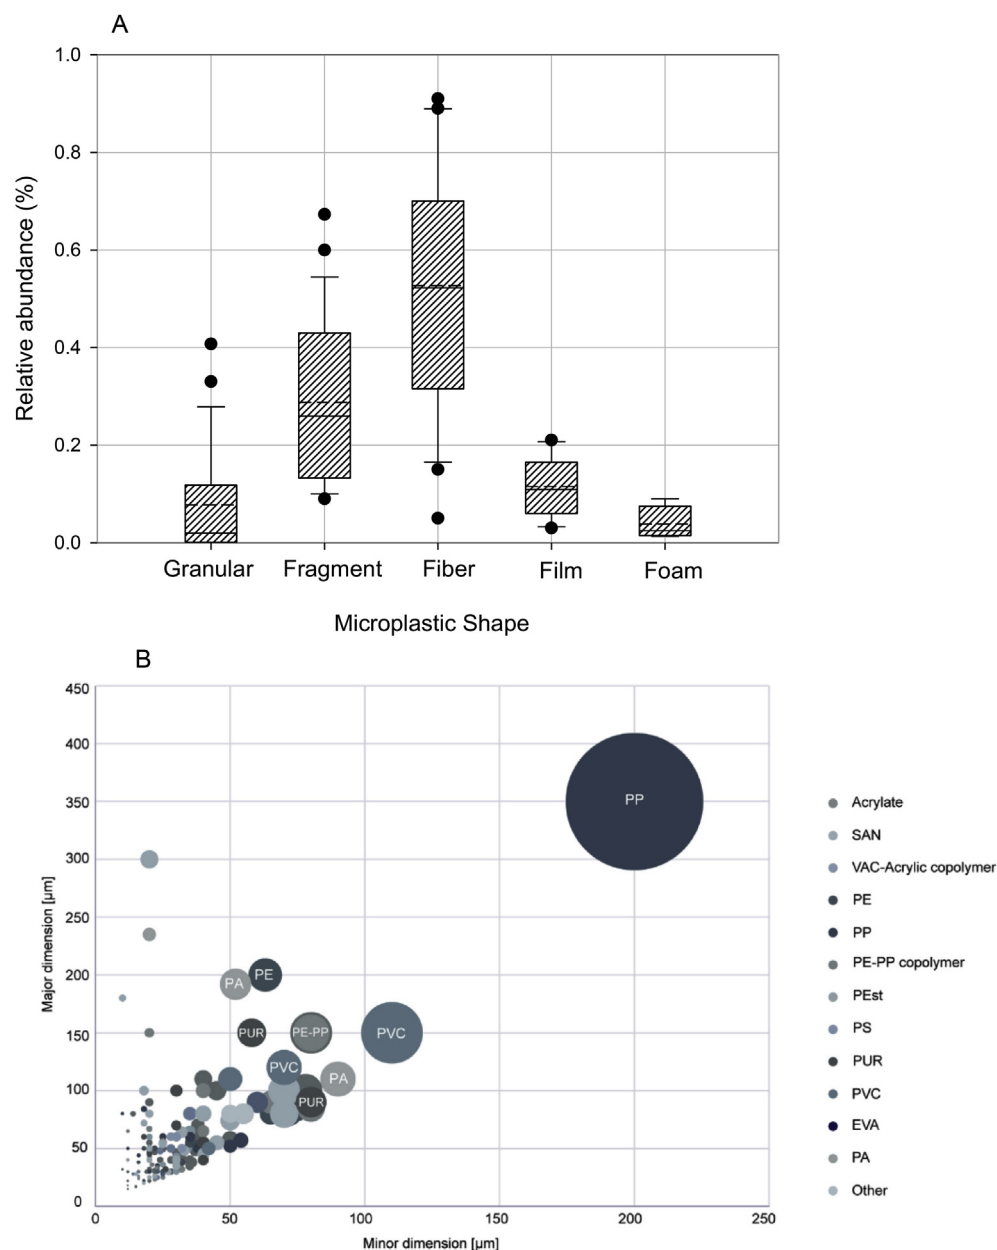 A
1.0
0.8
0.6
0.4
0.2
0.0
Relative abundance (%)
Granular Fragment Fiber Film Foam
Microplastic Shape
B
450
400
350
300
250
200
150
100
50
0
Major dimension [µm]
PP
PE
PA
PUR
PE-PP
PVC
PVC
PA
PUR
0 50 100 150 200 250
Minor dimension [µm]
Acrylate
SAN
VAC-Acrylic copolymer
PE
PP
PE-PP copolymer
PEst
PS
PUR
PVC
EVA
PA
Other